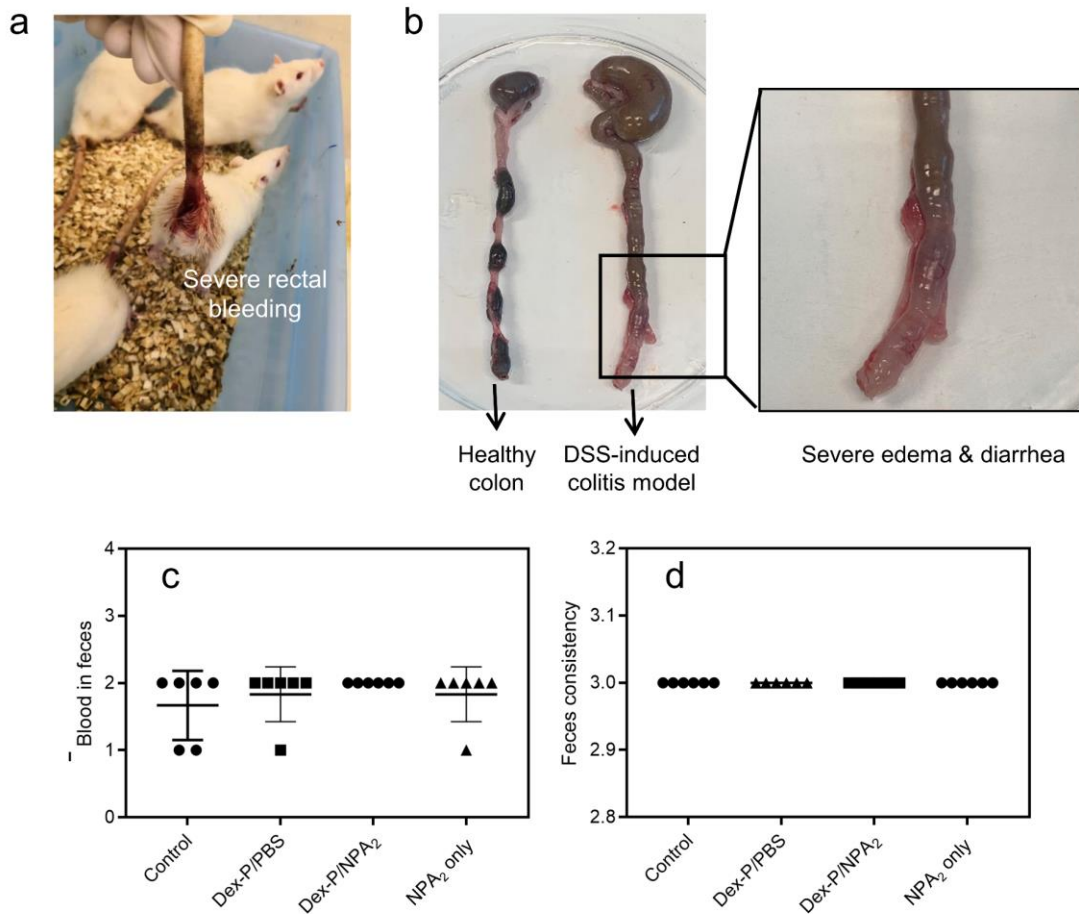 a
b
Severe rectal
bleeding
Healthy
colon
DSS-induced
colitis model
Severe edema & diarrhea
c
Blood in feces
4
3
2
1
0
Control
Dex-P/PBS
Dex-P/NPA₂
NPA₂ only
d
Feces consistency
3.2
3.1
3.0
2.9
2.8
Control
Dex-P/PBS
Dex-P/NPA₂
NPA₂ only